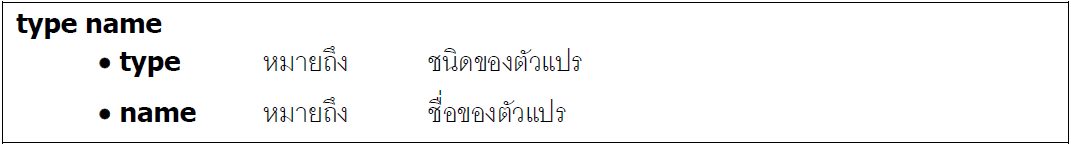 type name
• type หมายถึง ชนิดของตัวแปร
• name หมายถึง ชื่อของตัวแปร